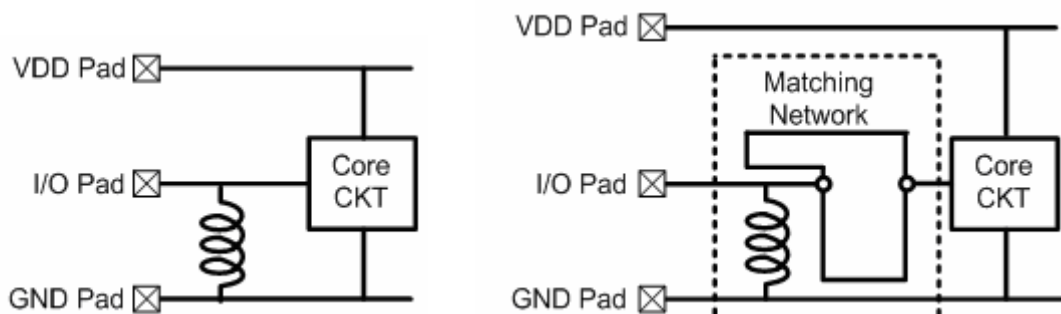 VDD Pad
I/O Pad
Core
CKT
GND Pad
VDD Pad
Matching
Network
I/O Pad
Core
CKT
GND Pad